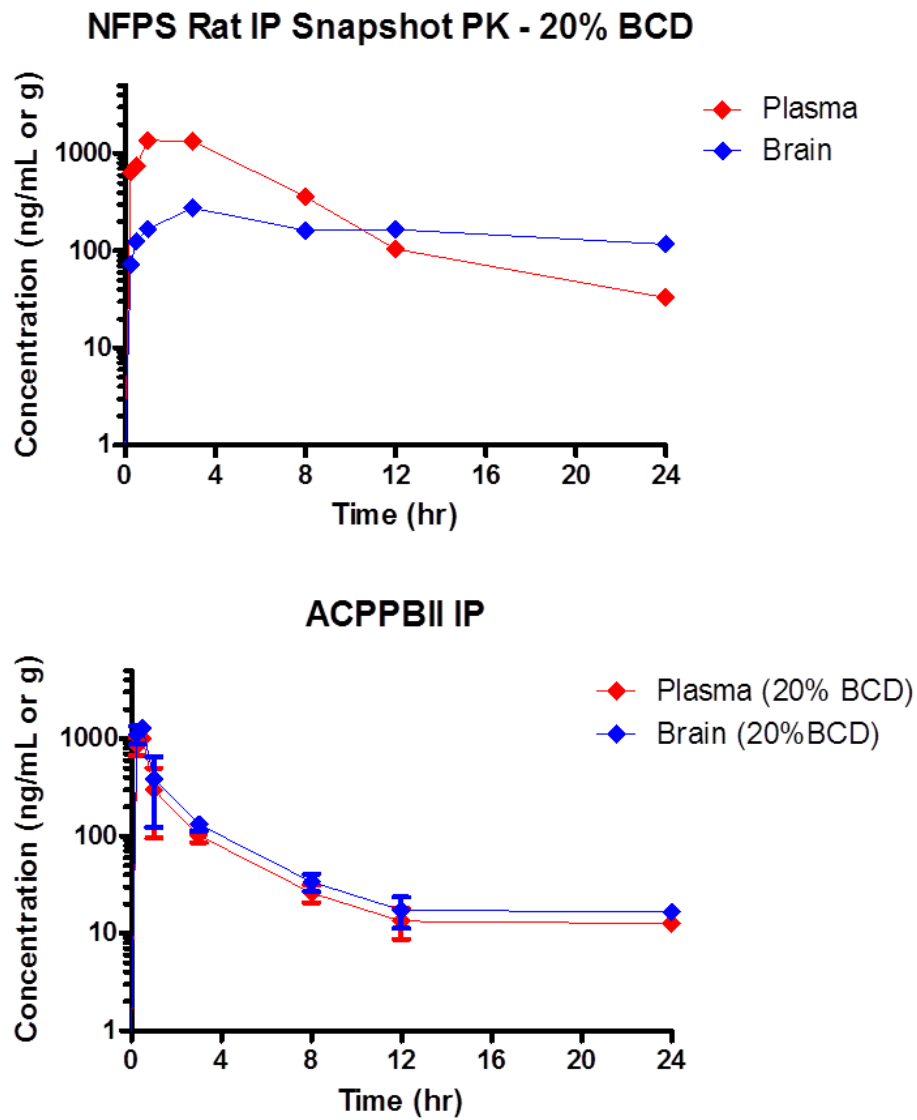 NFPS Rat IP Snapshot PK - 20% BCD
Concentration (ng/mL or g)
1000
100
10
1
0 4 8 12 16 20 24
Time (hr)
Plasma
Brain
ACPPBII IP
Concentration (ng/mL or g)
1000
100
10
1
0 4 8 12 16 20 24
Time (hr)
Plasma (20% BCD)
Brain (20%BCD)